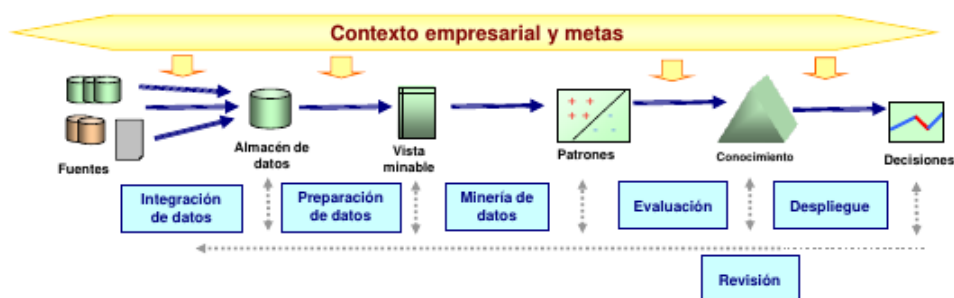 Contexto empresarial y metas
Fuentes
Almacén de
datos
Vista
minable
Patrones
Conocimiento
Decisiones
Integración
de datos
Preparación
de datos
Minería de
datos
Evaluación
Despliegue
Revisión